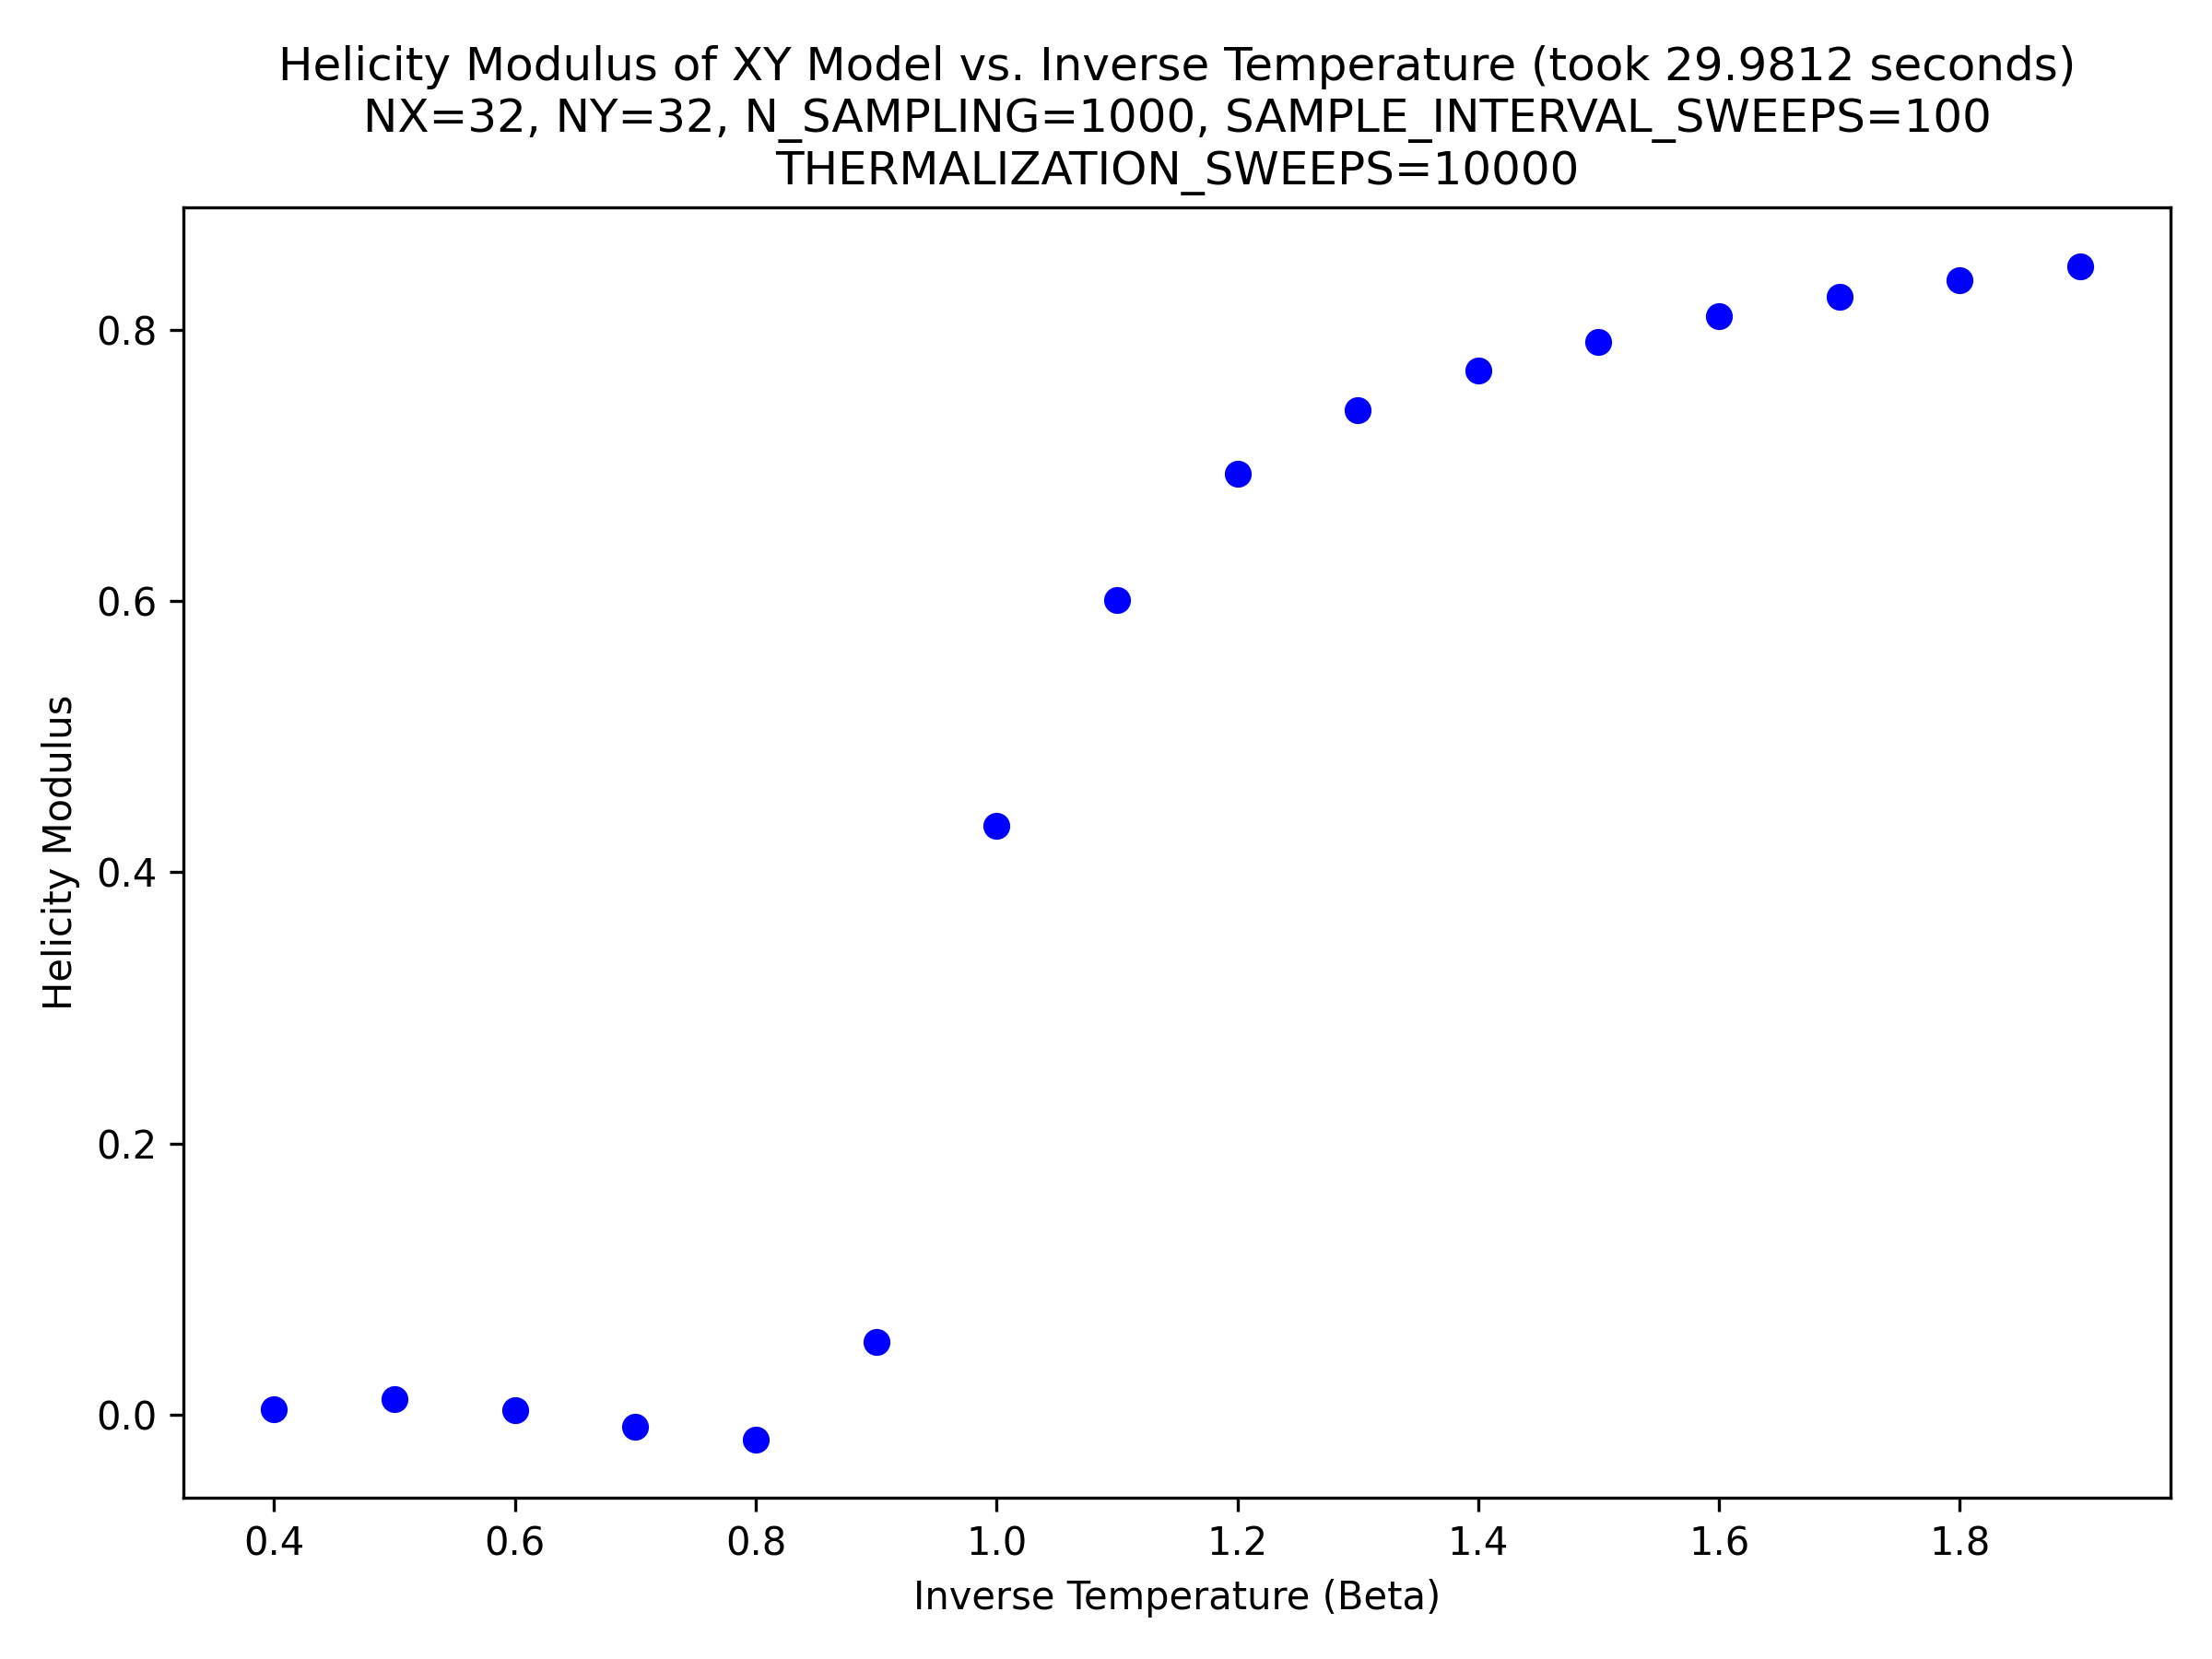 Helicity Modulus of XY Model vs. Inverse Temperature (took 29.9812 seconds)
NX=32, NY=32, N_SAMPLING=1000, SAMPLE_INTERVAL_SWEEPS=100
THERMALIZATION_SWEEPS=10000
Helicity Modulus
0.8
0.6
0.4
0.2
0.0
0.4 0.6 0.8 1.0 1.2 1.4 1.6 1.8
Inverse Temperature (Beta)